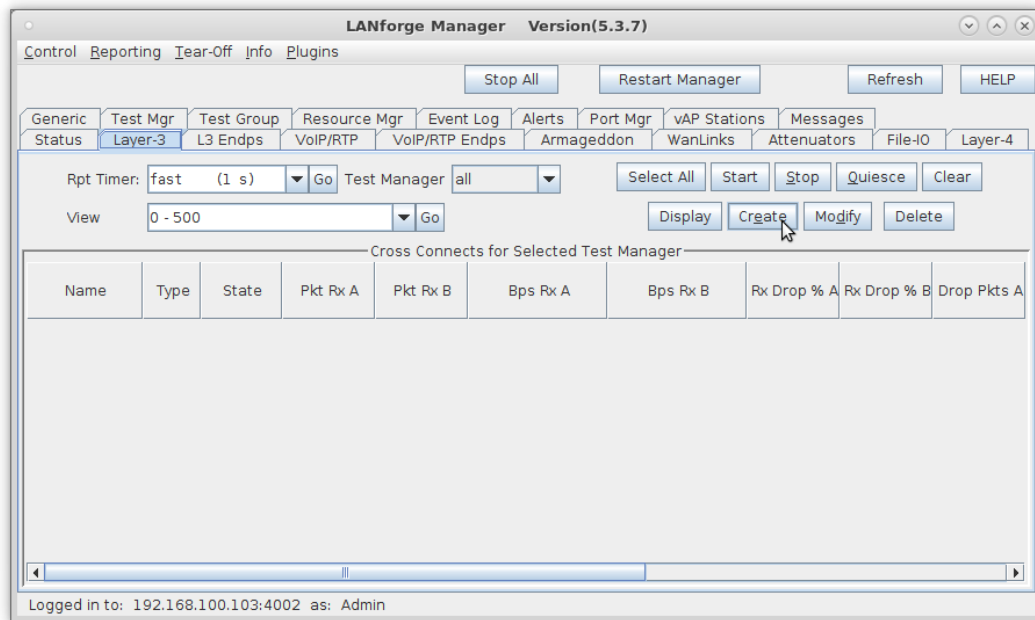 LANforge Manager Version(5.3.7)
Control Reporting Tear-Off Info Plugins
Stop All Restart Manager Refresh HELP
Generic Test Mgr Test Group Resource Mgr Event Log Alerts Port Mgr vAP Stations Messages
Status Layer-3 L3 Endps VoIP/RTP VoIP/RTP Endps Armageddon WanLinks Attenuators File-IO Layer-4
Rpt Timer: fast (1 s) Go Test Manager all Select All Start Stop Quiesce Clear
View 0 - 500 Go Display Create Modify Delete
Cross Connects for Selected Test Manager
Name Type State Pkt Rx A Pkt Rx B Bps Rx A Bps Rx B Rx Drop % A Rx Drop % B Drop Pkts A
Logged in to: 192.168.100.103:4002 as: Admin